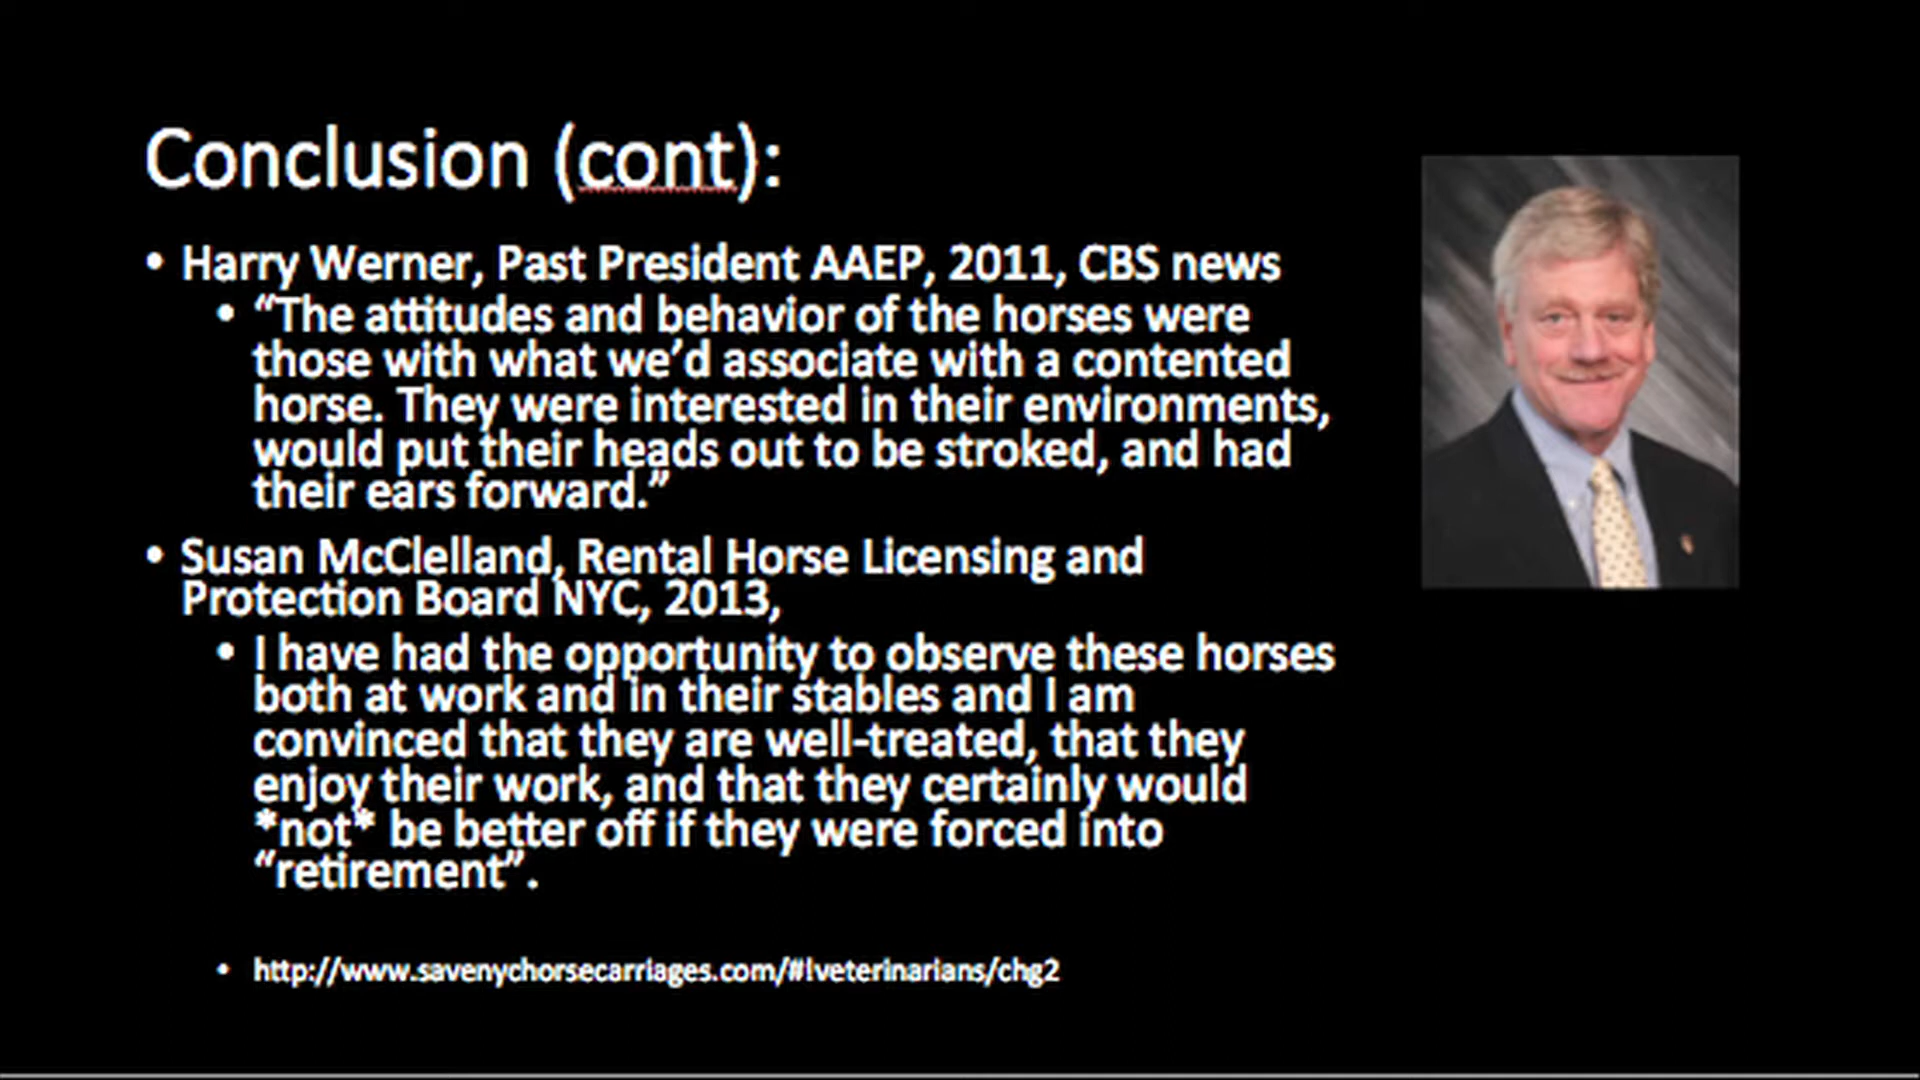 Conclusion (cont):
• Harry Werner, Past President AAEP, 2011, CBS news
• “The attitudes and behavior of the horses were
those with what we’d associate with a contented
horse. They were interested in their environments,
would put their heads out to be stroked, and had
their ears forward.”
• Susan McClelland, Rental Horse Licensing and
Protection Board NYC, 2013,
• I have had the opportunity to observe these horses
both at work and in their stables and I am
convinced that they are well-treated, that they
enjoy their work, and that they certainly would
*not* be better off if they were forced into
“retirement”.
• http://www.savenychorsecarriages.com/#!veterinarians/chg2